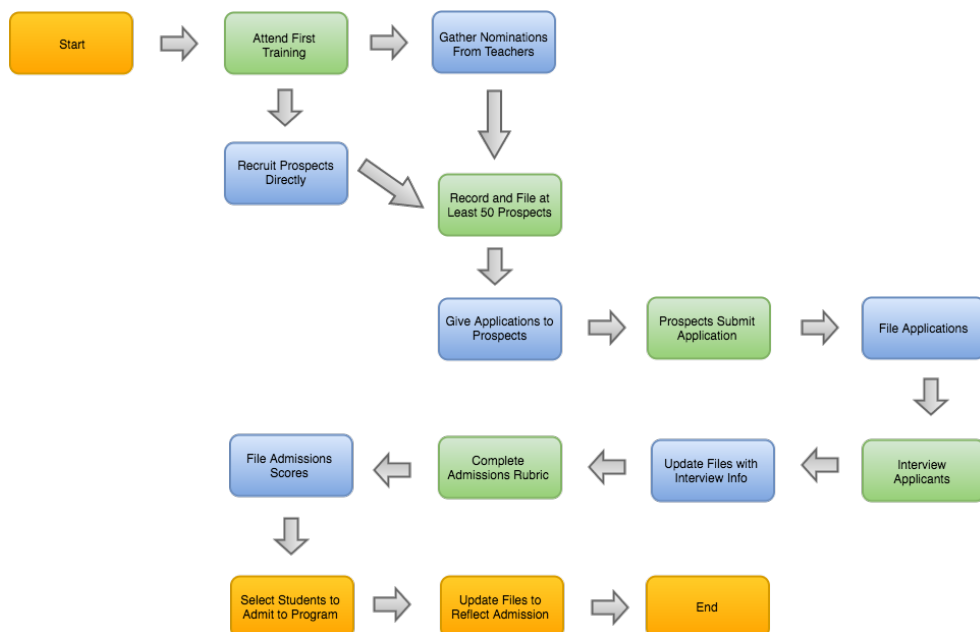 Start
Attend First
Training
Gather Nominations
From Teachers
Recruit Prospects
Directly
Record and File at
Least 50 Prospects
Give Applications to
Prospects
Prospects Submit
Application
File Applications
Interview
Applicants
Update Files with
Interview Info
Complete
Admissions Rubric
File Admissions
Scores
Select Students to
Admit to Program
Update Files to
Reflect Admission
End